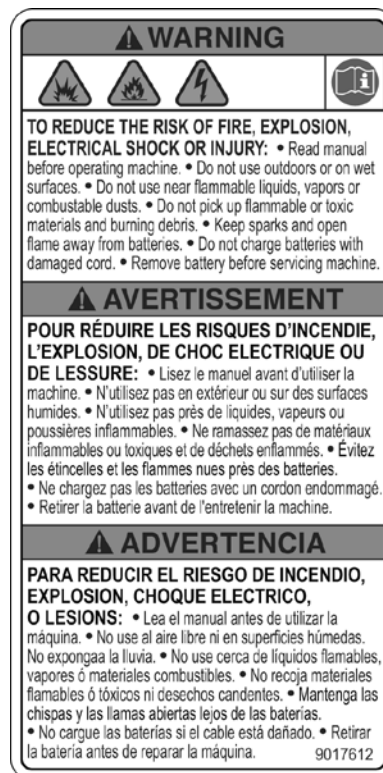 WARNING
TO REDUCE THE RISK OF FIRE, EXPLOSION,
ELECTRICAL SHOCK OR INJURY: • Read manual
before operating machine. • Do not use outdoors or on wet
surfaces. • Do not use near flammable liquids, vapors or
combustable dusts. • Do not pick up flammable or toxic
materials and burning debris. • Keep sparks and open
flame away from batteries. • Do not charge batteries with
damaged cord. • Remove battery before servicing machine.
AVERTISSEMENT
POUR RÉDUIRE LES RISQUES D'INCENDIE,
L'EXPLOSION, DE CHOC ELECTRIQUE OU
DE LESSURE: • Lisez le manuel avant d'utiliser la
machine. • N'utilisez pas en extérieur ou sur des surfaces
humides. • N'utilisez pas près de liquides, vapeurs ou
poussières inflammables. • Ne ramassez pas de matériaux
inflammables ou toxiques et de déchets enflammés. • Évitez
les étincelles et les flammes nues près des batteries.
• Ne chargez pas les batteries avec un cordon endommagé.
• Retirer la batterie avant de l'entretenir la machine.
ADVERTENCIA
PARA REDUCIR EL RIESGO DE INCENDIO,
EXPLOSION, CHOQUE ELECTRICO,
O LESIONS: • Lea el manual antes de utilizar la
máquina. • No use al aire libre ni en superficies húmedas.
No expongaa la lluvia. • No use cerca de líquidos flamables,
vapores ó materiales combustibles. • No recoja materiales
flamables ó tóxicos ni desechos candentes. • Mantenga las
chispas y las llamas abiertas lejos de las baterías.
• No cargue las baterías si el cable está dañado. • Retirar
la batería antes de reparar la máquina. 9017612